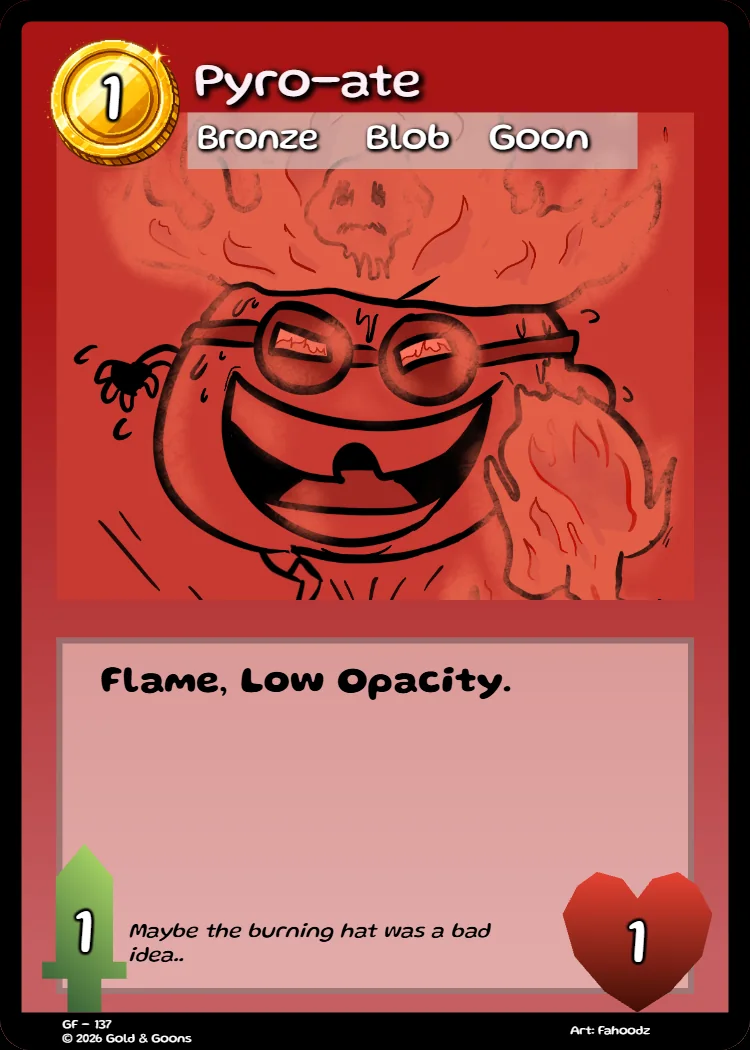 1
Pyro-ate
Bronze Blob Goon
Flame, Low Opacity.
1
Maybe the burning hat was a bad
idea..
1
GF - 137
© 2026 Gold & Goons
Art: Fahoodz